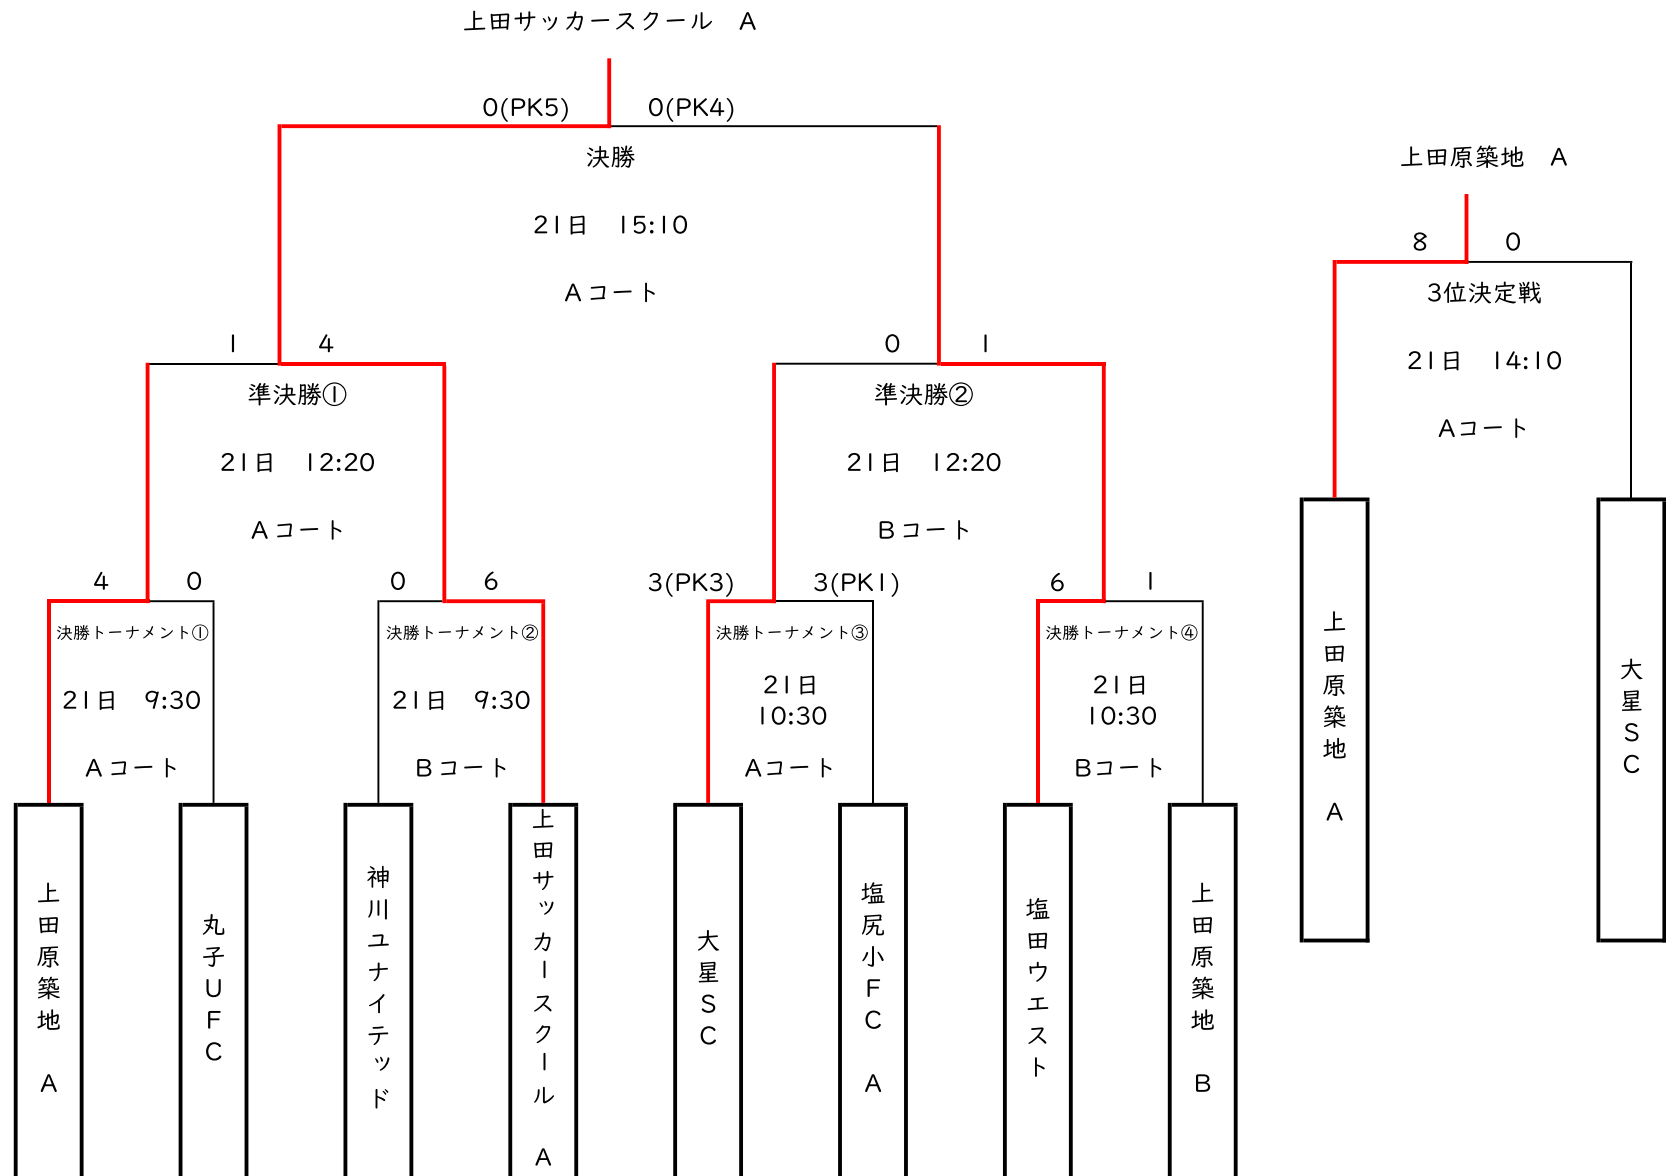 上田サッカースクール　A
0(PK5)　0(PK4)
決勝
21日　15:10
Aコート
1　4
準決勝①
21日　12:20
Aコート
0　1
準決勝②
21日　12:20
Bコート
4　0
決勝トーナメント①
21日　9:30
Aコート
0　6
決勝トーナメント②
21日　9:30
Bコート
3(PK3)　3(PK1)
決勝トーナメント③
21日
10:30
Aコート
6　1
決勝トーナメント④
21日
10:30
Bコート
上田原築地　A
丸子UFC
神川ユナイテッド
上田サッカースクール　A
大星SC
塩尻小FC　A
塩田ウエスト
上田原築地　B
上田原築地　A
8　0
3位決定戦
21日　14:10
Aコート
上田原築地　A
大星SC